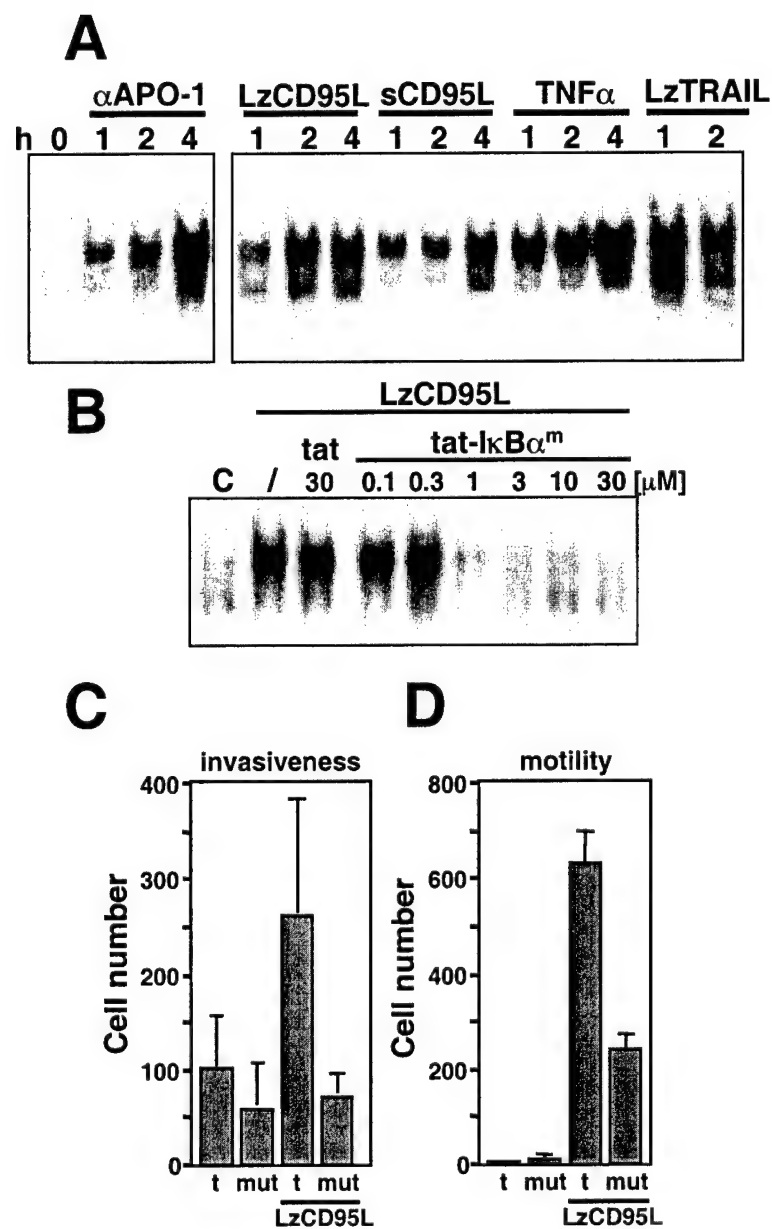 A
αAPO-1 LzCD95L sCD95L TNFα LzTRAIL
h 0 1 2 4 1 2 4 1 2 4 1 2 4 1 2
B
LzCD95L
tat tat-IκBαᵐ
C / 30 0.1 0.3 1 3 10 30 [μM]
C
invasiveness
400
300
200
100
0
Cell number
t mut t mut
LzCD95L
D
motility
800
600
400
200
0
Cell number
t mut t mut
LzCD95L